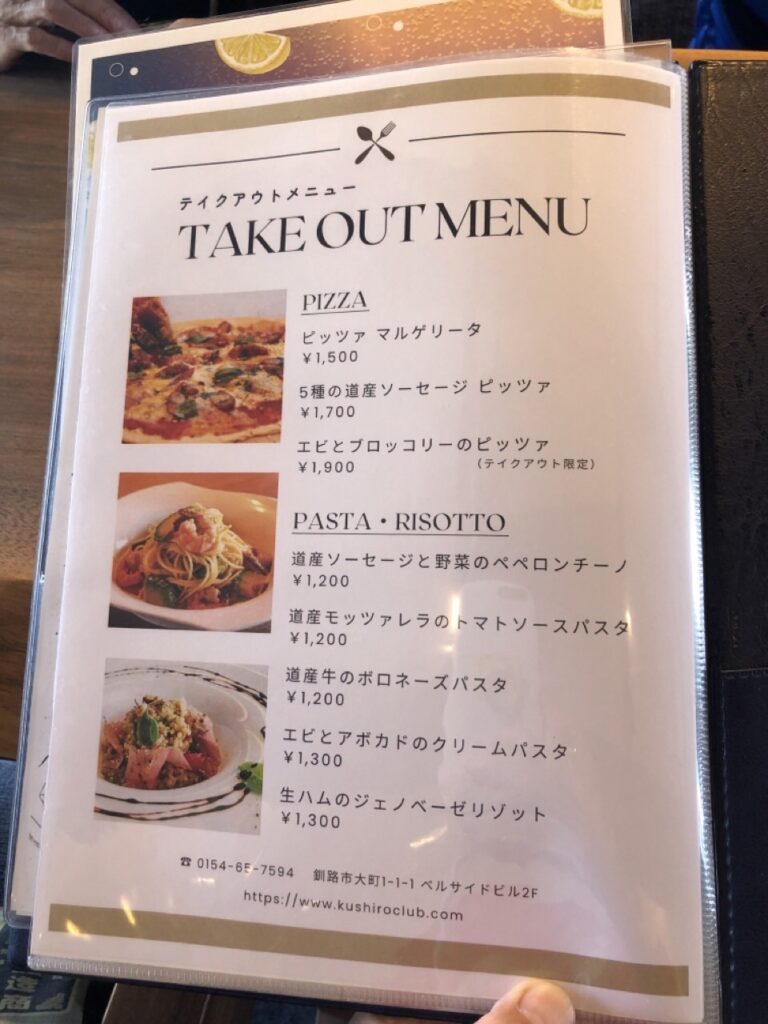 テイクアウトメニュー
TAKE OUT MENU
PIZZA
ピッツァ マルゲリータ
¥1,500
5種の道産ソーセージ ピッツァ
¥1,700
エビとブロッコリーのピッツァ
¥1,900 (テイクアウト限定)
PASTA・RISOTTO
道産ソーセージと野菜のペペロンチーノ
¥1,200
道産モッツァレラのトマトソースパスタ
¥1,200
道産牛のボロネーズパスタ
¥1,200
エビとアボカドのクリームパスタ
¥1,300
生ハムのジェノベーゼリゾット
¥1,300
☎ 0154-65-7594 釧路市大町1-1-1 ベルサイドビル2F
https://www.kushiroclub.com